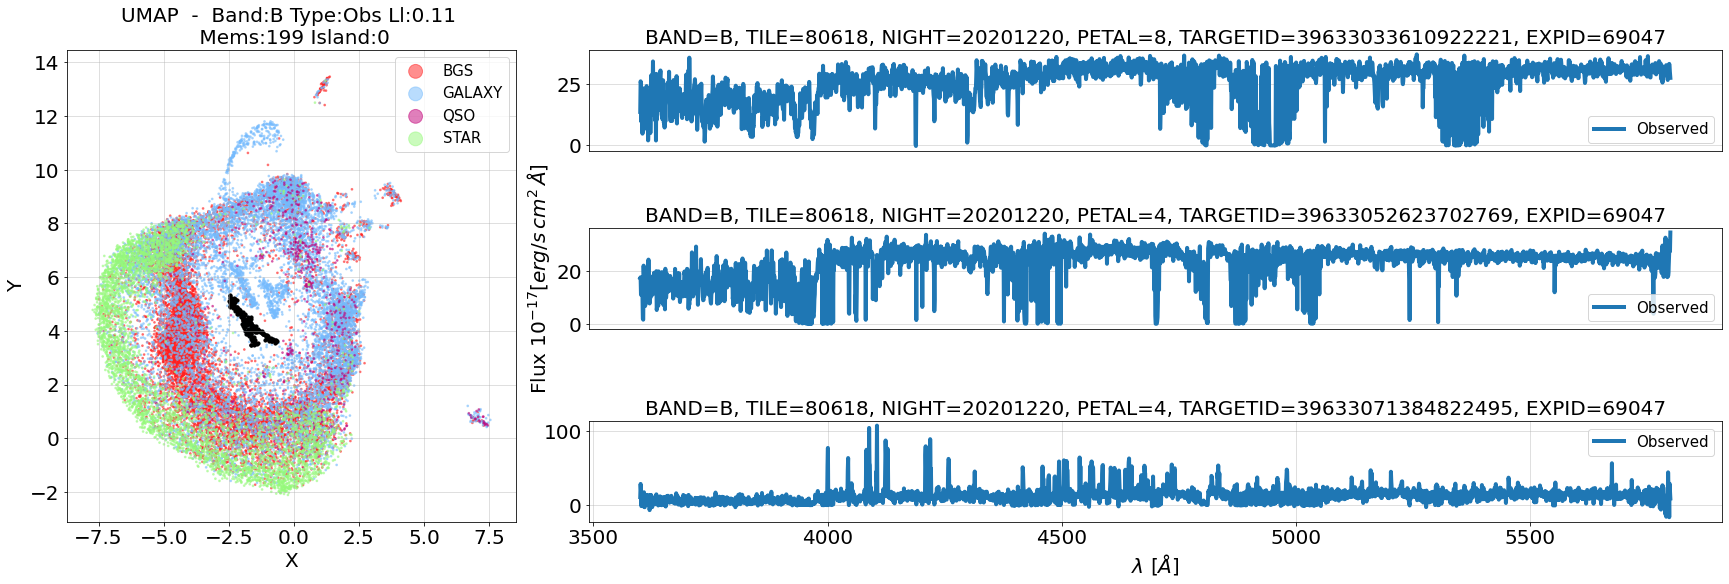 UMAP  -  Band:B Type:Obs Ll:0.11
Mems:199 Island:0
14
12
10
8
6
4
2
0
−2
Y
−7.5
−5.0
−2.5
0.0
2.5
5.0
7.5
X
BGS
GALAXY
QSO
STAR
Flux 10⁻¹⁷[erg/s cm² Å]
BAND=B, TILE=80618, NIGHT=20201220, PETAL=8, TARGETID=39633033610922221, EXPID=69047
25
0
Observed
BAND=B, TILE=80618, NIGHT=20201220, PETAL=4, TARGETID=39633052623702769, EXPID=69047
20
0
Observed
BAND=B, TILE=80618, NIGHT=20201220, PETAL=4, TARGETID=39633071384822495, EXPID=69047
100
0
Observed
3500
4000
4500
5000
5500
λ [Å]